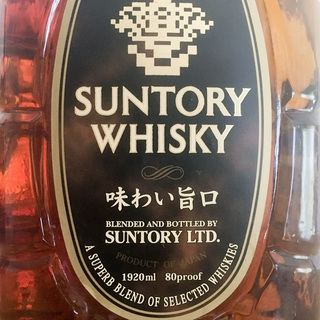 SUNTORY
WHISKY
味わい旨口
BLENDED AND BOTTLED BY
SUNTORY LTD.
PRODUCT OF JAPAN
1920ml 80proof
A SUPERB BLEND OF SELECTED WHISKIES